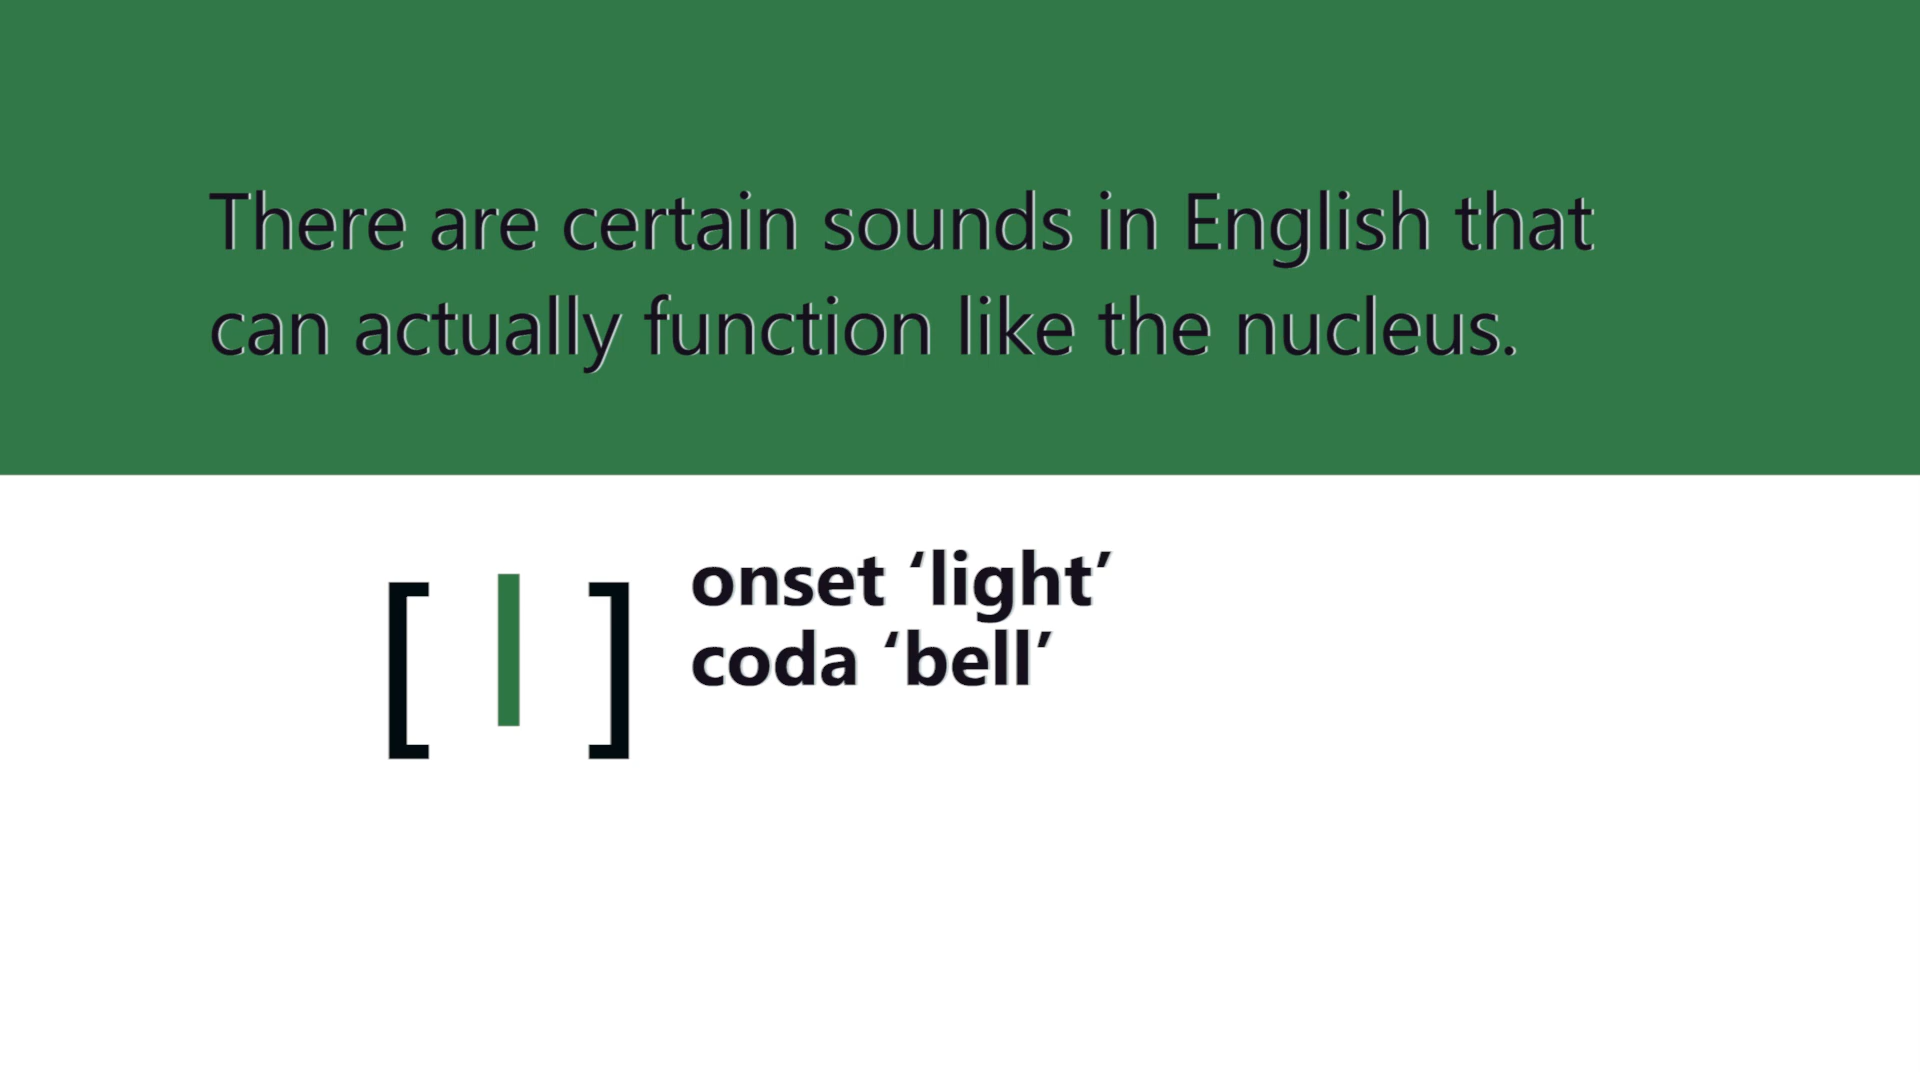 There are certain sounds in English that
can actually function like the nucleus.
[ l ]
onset ‘light’
coda ‘bell’